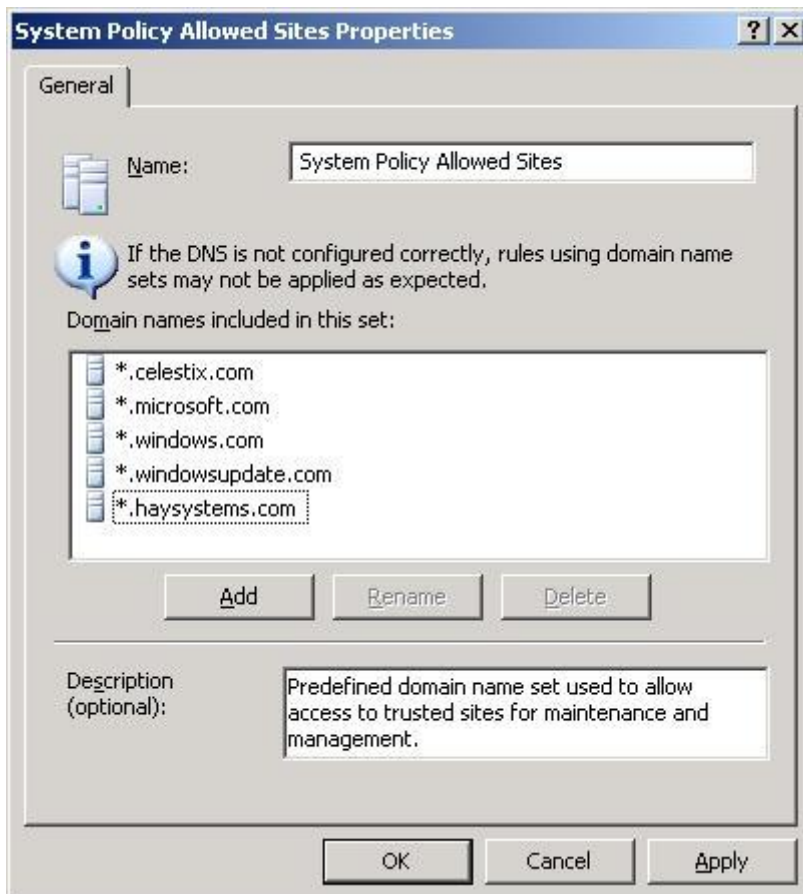 System Policy Allowed Sites Properties
General
Name:
System Policy Allowed Sites
If the DNS is not configured correctly, rules using domain name
sets may not be applied as expected.
Domain names included in this set:
*.celestix.com
*.microsoft.com
*.windows.com
*.windowsupdate.com
*.haysystems.com
Add
Rename
Delete
Description
(optional):
Predefined domain name set used to allow
access to trusted sites for maintenance and
management.
OK
Cancel
Apply